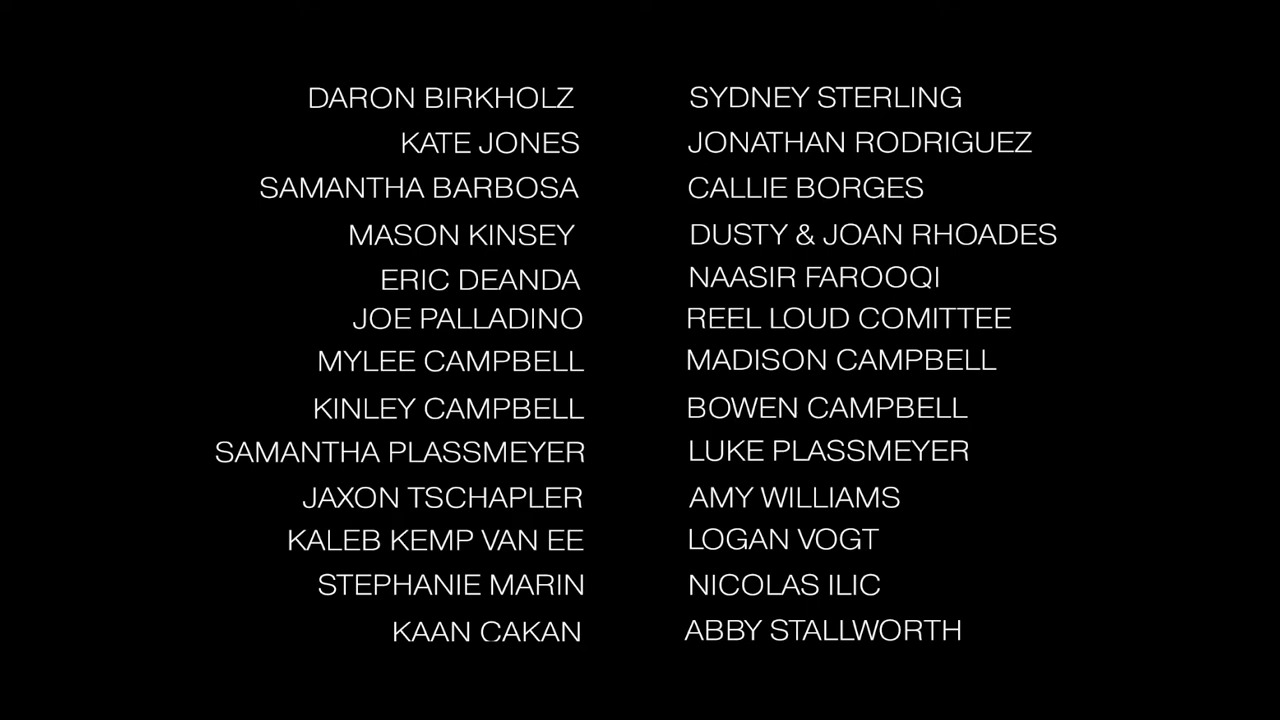 DARON BIRKHOLZ SYDNEY STERLING
KATE JONES JONATHAN RODRIGUEZ
SAMANTHA BARBOSA CALLIE BORGES
MASON KINSEY DUSTY & JOAN RHOADES
ERIC DEANDA NAASIR FAROOQI
JOE PALLADINO REEL LOUD COMITTEE
MYLEE CAMPBELL MADISON CAMPBELL
KINLEY CAMPBELL BOWEN CAMPBELL
SAMANTHA PLASSMEYER LUKE PLASSMEYER
JAXON TSCHAPLER AMY WILLIAMS
KALEB KEMP VAN EE LOGAN VOGT
STEPHANIE MARIN NICOLAS ILIC
KAAN CAKAN ABBY STALLWORTH